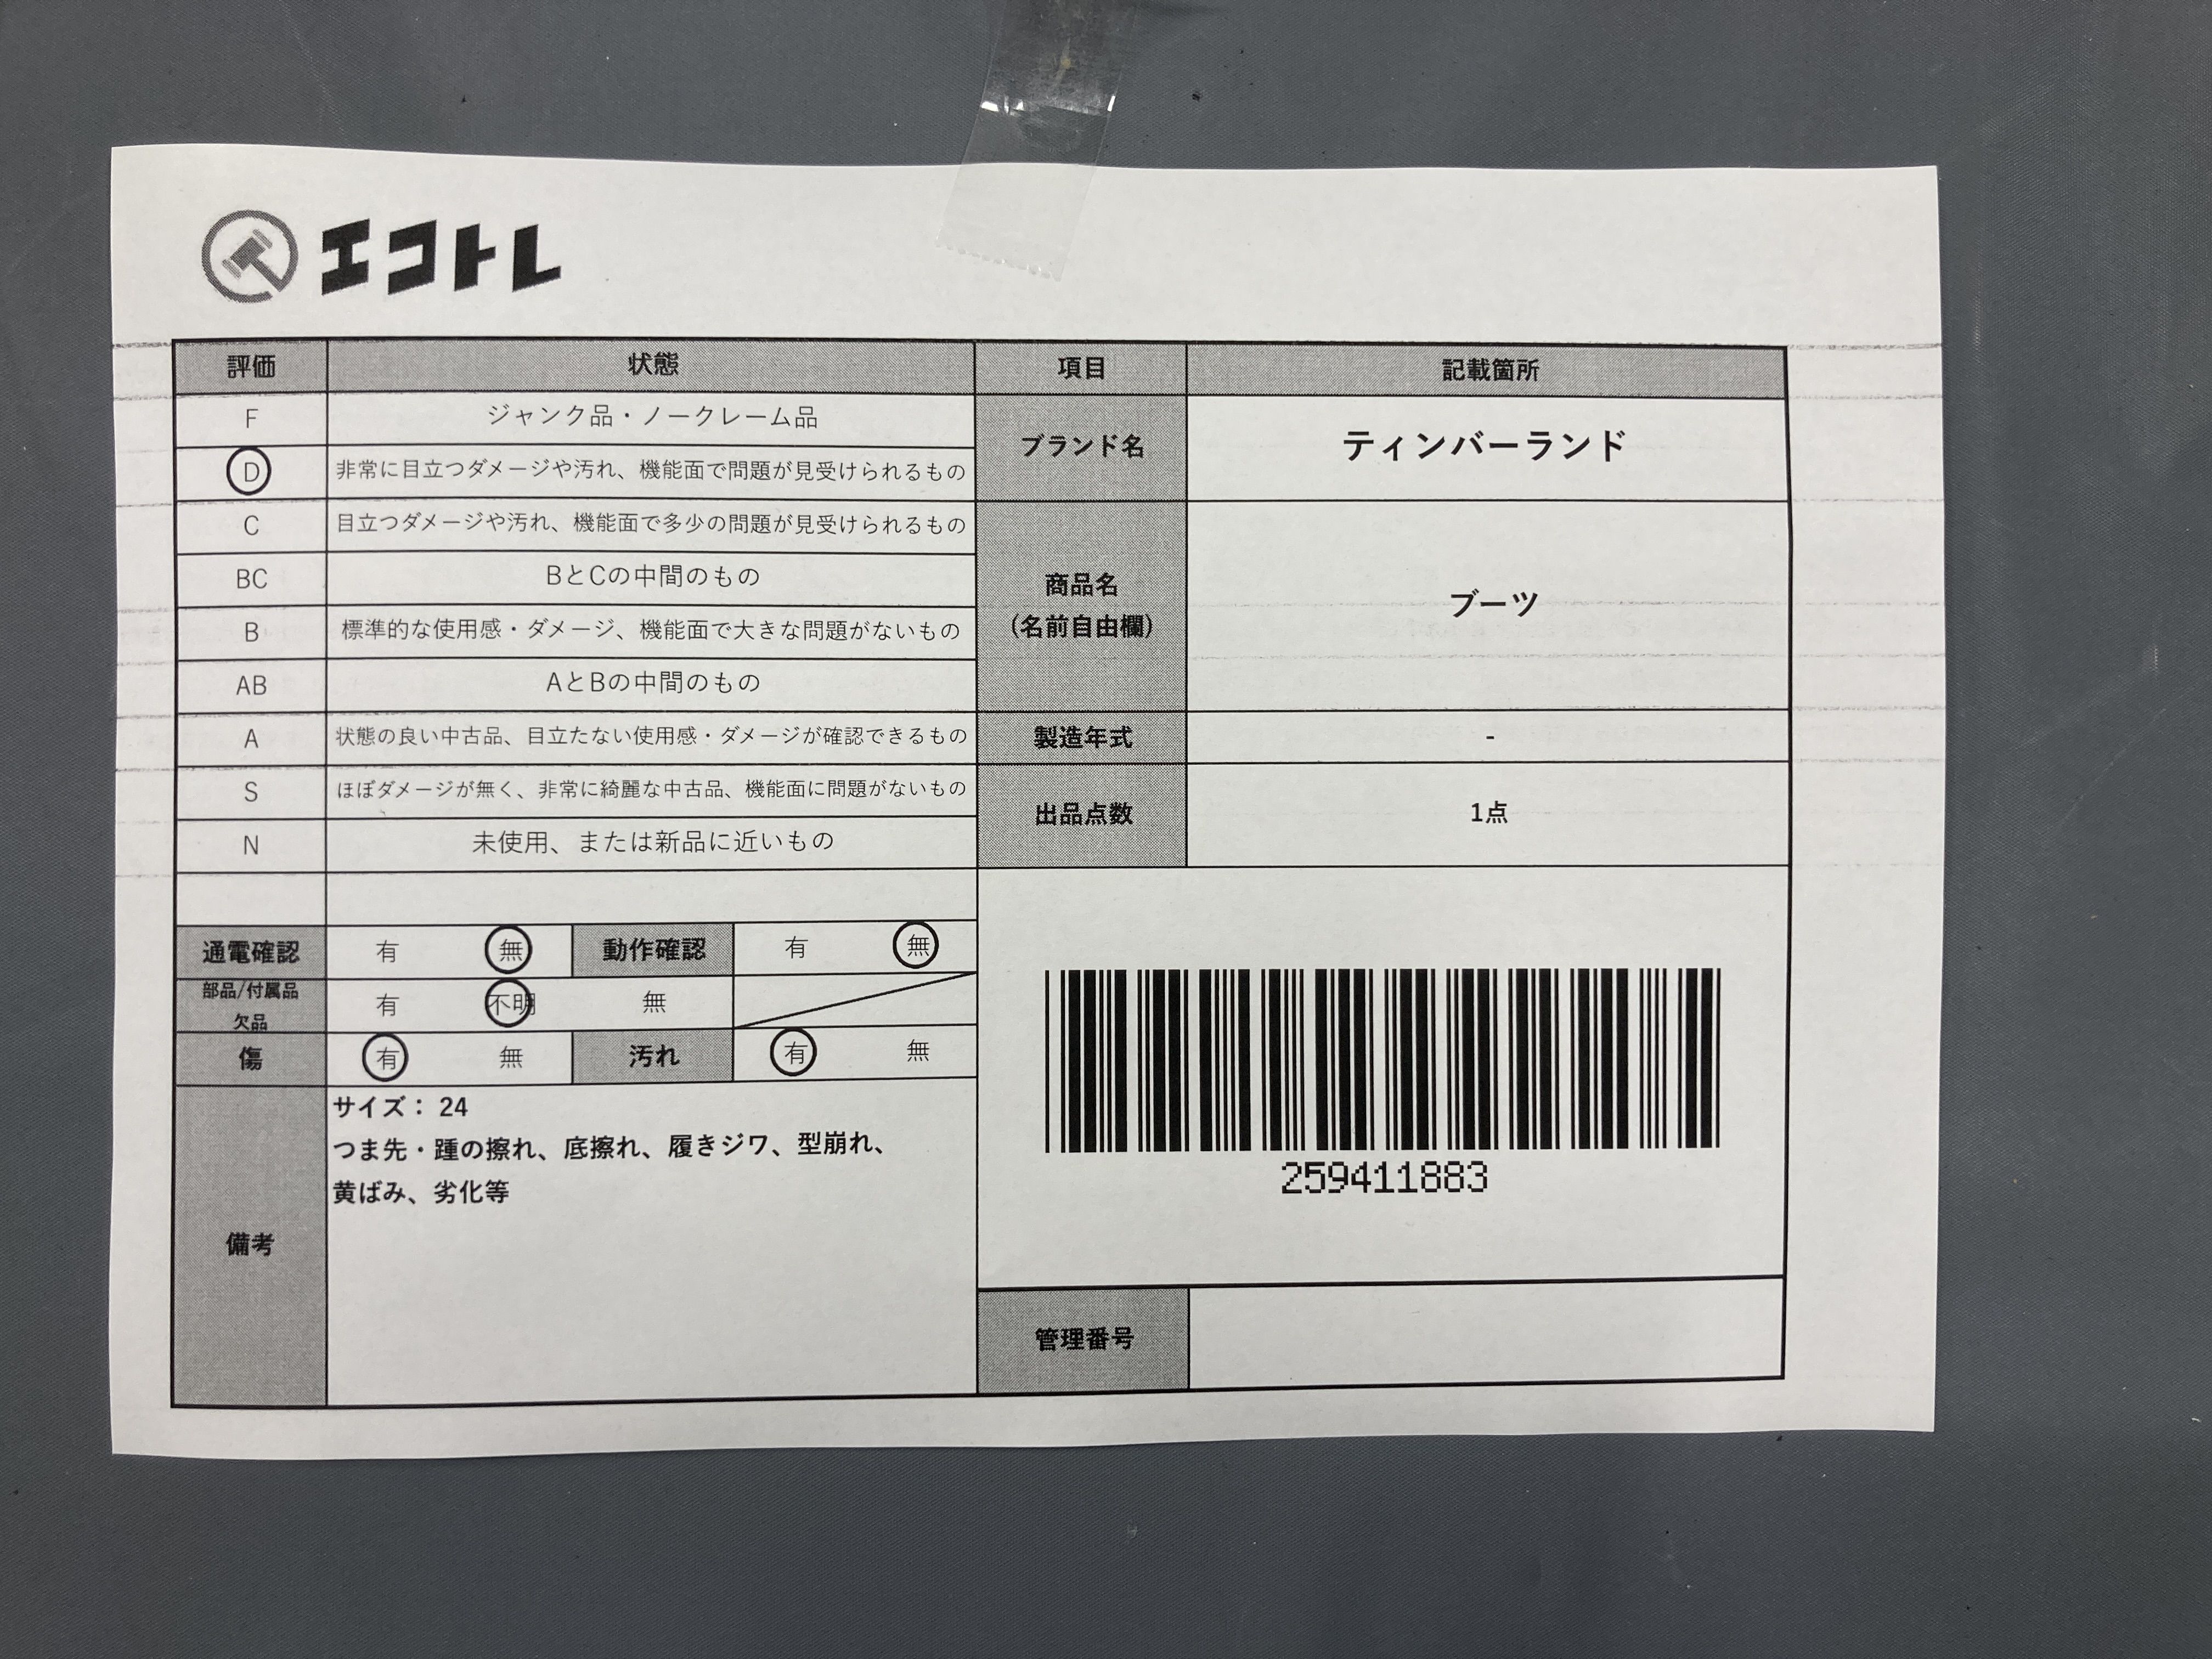 エコトレ
評価 状態 項目 記載箇所
F ジャンク品・ノークレーム品
D 非常に目立つダメージや汚れ、機能面で問題が見受けられるもの
ブランド名 ティンバーランド
C 目立つダメージや汚れ、機能面で多少の問題が見受けられるもの
BC BとCの中間のもの
B 標準的な使用感・ダメージ、機能面で大きな問題がないもの
AB AとBの中間のもの
商品名
(名前自由欄)
ブーツ
A 状態の良い中古品、目立たない使用感・ダメージが確認できるもの
製造年式 -
S ほぼダメージが無く、非常に綺麗な中古品、機能面に問題がないもの
N 未使用、または新品に近いもの
出品点数 1点
通電確認 有 無 動作確認 有 無
部品/付属品
欠品
有 不明 無
傷 有 無 汚れ 有 無
備考
サイズ： 24
つま先・踵の擦れ、底擦れ、履きジワ、型崩れ、
黄ばみ、劣化等
259411883
管理番号